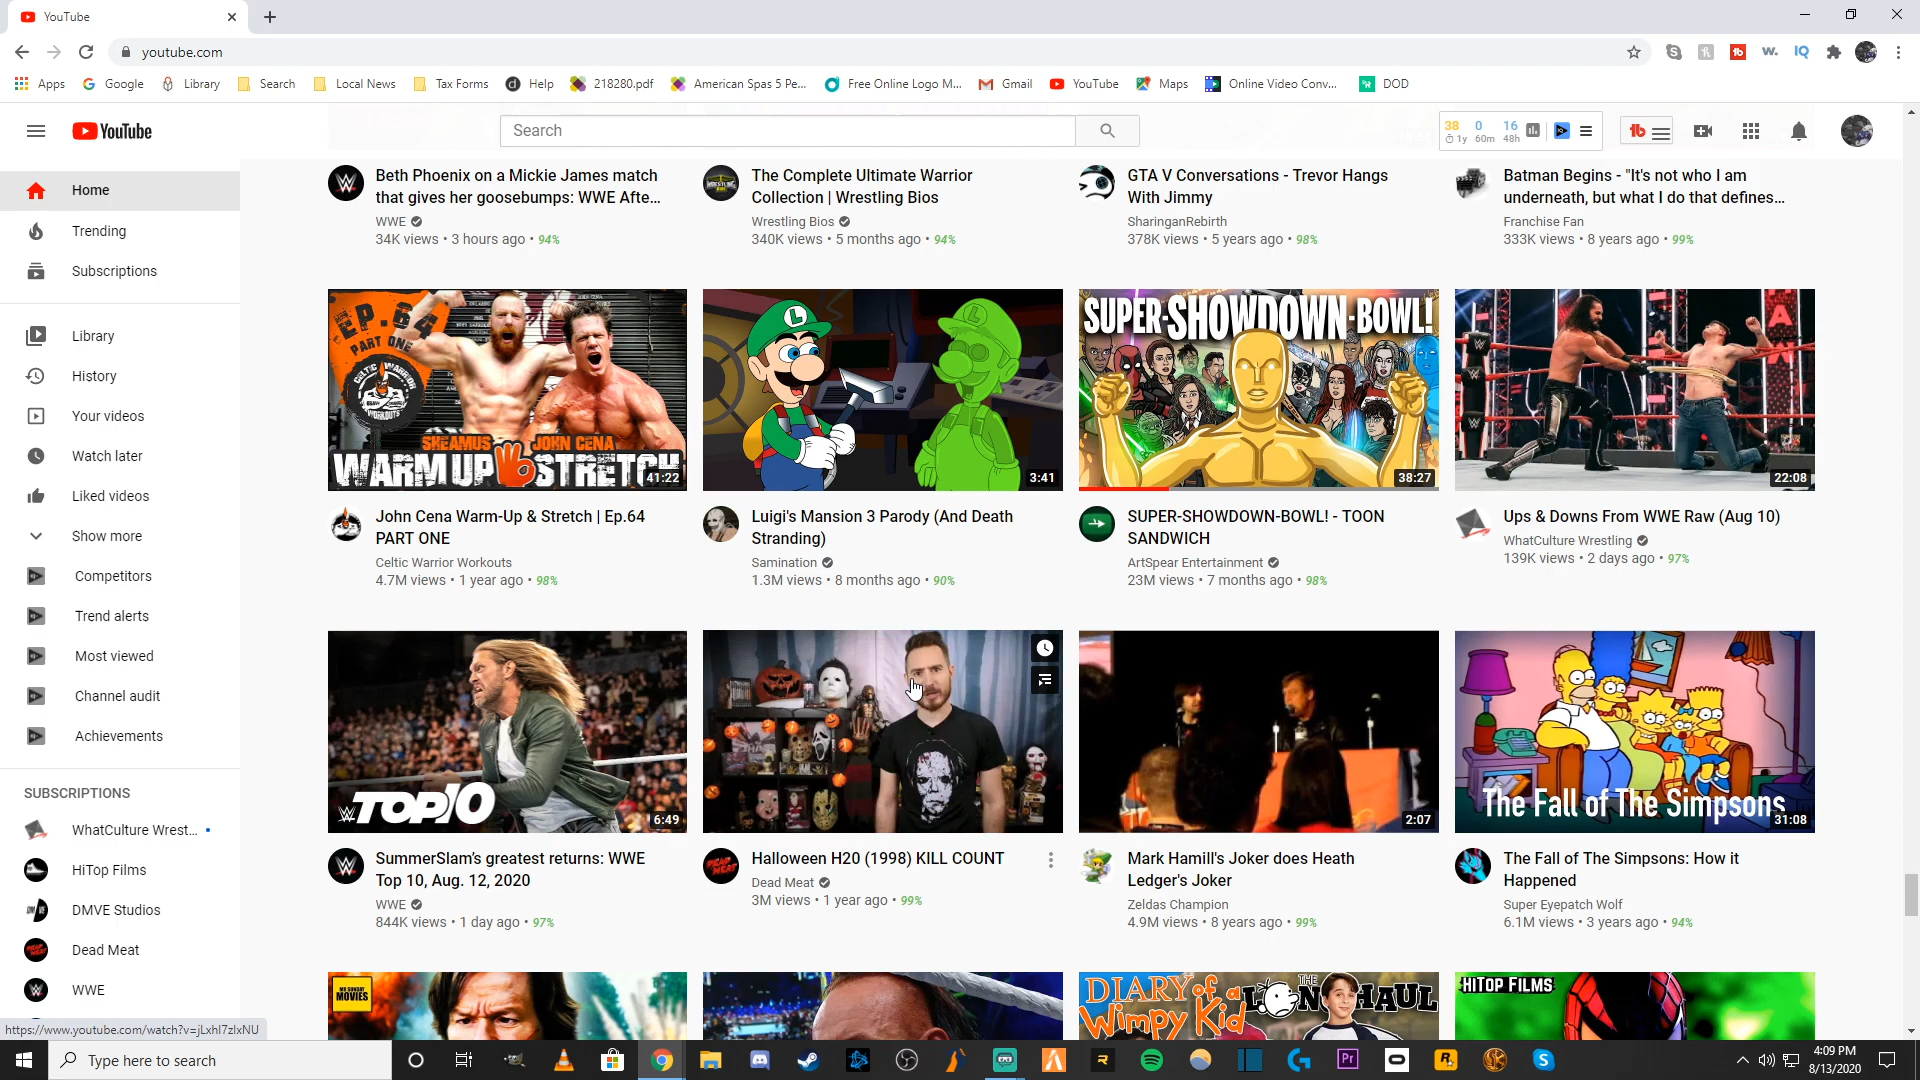 YouTube
youtube.com
Apps
Google
Library
Search
Local News
Tax Forms
Help
218280.pdf
American Spas 5 Pe...
Free Online Logo M...
Gmail
YouTube
Maps
Online Video Conv...
DOD
YouTube
Search
38 0 16
1y 60m 48h
Home
Trending
Subscriptions
Library
History
Your videos
Watch later
Liked videos
Show more
Competitors
Trend alerts
Most viewed
Channel audit
Achievements
SUBSCRIPTIONS
WhatCulture Wrest...
HiTop Films
DMVE Studios
Dead Meat
WWE
Beth Phoenix on a Mickie James match
that gives her goosebumps: WWE Afte...
WWE
34K views • 3 hours ago • 94%
The Complete Ultimate Warrior
Collection | Wrestling Bios
Wrestling Bios
340K views • 5 months ago • 94%
GTA V Conversations - Trevor Hangs
With Jimmy
SharinganRebirth
378K views • 5 years ago • 98%
Batman Begins - "It's not who I am
underneath, but what I do that defines...
Franchise Fan
333K views • 8 years ago • 99%
EP.64
PART ONE
CELTIC WARRIOR
WORKOUTS
SHEAMUS JOHN CENA
WARM UP STRETCH
41:22
3:41
SUPER-SHOWDOWN-BOWL!
38:27
22:08
John Cena Warm-Up & Stretch | Ep.64
PART ONE
Celtic Warrior Workouts
4.7M views • 1 year ago • 98%
Luigi's Mansion 3 Parody (And Death
Stranding)
Samination
1.3M views • 8 months ago • 90%
SUPER-SHOWDOWN-BOWL! - TOON
SANDWICH
ArtSpear Entertainment
23M views • 7 months ago • 98%
Ups & Downs From WWE Raw (Aug 10)
WhatCulture Wrestling
139K views • 2 days ago • 97%
TOP10
6:49
2:07
The Fall of The Simpsons
31:08
SummerSlam's greatest returns: WWE
Top 10, Aug. 12, 2020
WWE
844K views • 1 day ago • 97%
Halloween H20 (1998) KILL COUNT
Dead Meat
3M views • 1 year ago • 99%
Mark Hamill's Joker does Heath
Ledger's Joker
Zeldas Champion
4.9M views • 8 years ago • 99%
The Fall of The Simpsons: How it
Happened
Super Eyepatch Wolf
6.1M views • 3 years ago • 94%
MR SUNDAY
MOVIES
DIARY of a
Wimpy Kid
THE
LONG HAUL
HITOP FILMS
https://www.youtube.com/watch?v=jLxhI7zlxNU
Type here to search
4:09 PM
8/13/2020